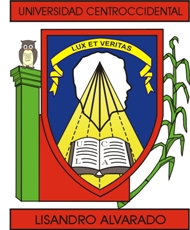 UNIVERSIDAD CENTROCCIDENTAL
LUX ET VERITAS
LISANDRO ALVARADO